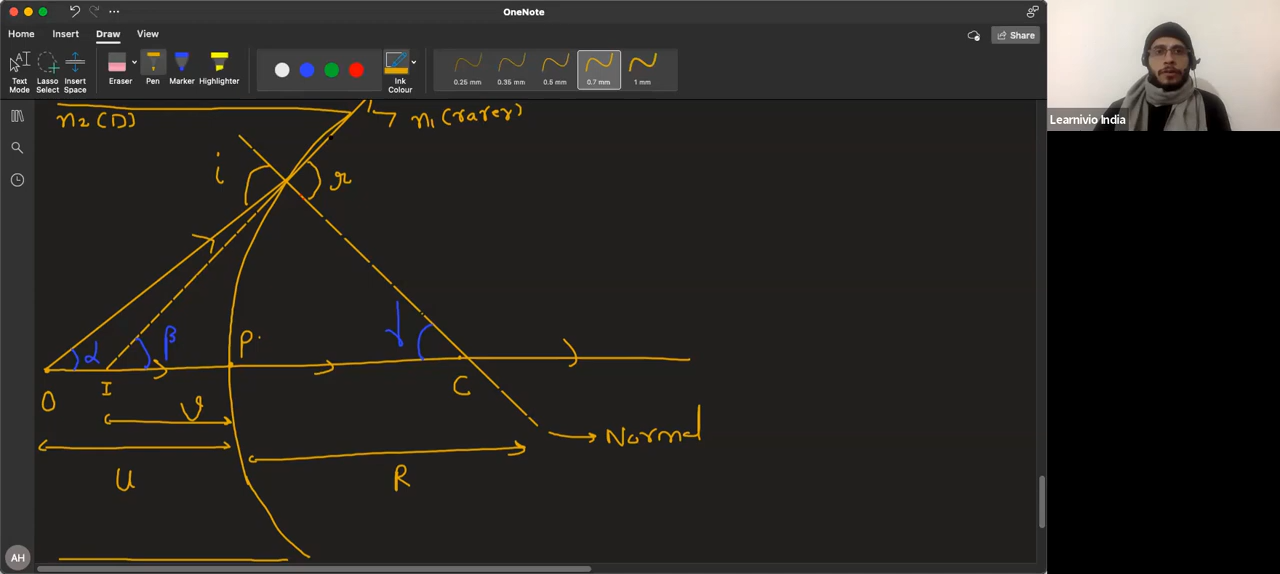 OneNote
Home Insert Draw View
Share
Text Mode
Lasso Select
Insert Space
Eraser
Pen
Marker
Highlighter
Ink Colour
0.25 mm
0.35 mm
0.5 mm
0.7 mm
1 mm
Learnivio India
n₂ (D)
n₁ (rarer)
i
r
α
β
γ
P
O
I
C
v
u
R
Normal
AH